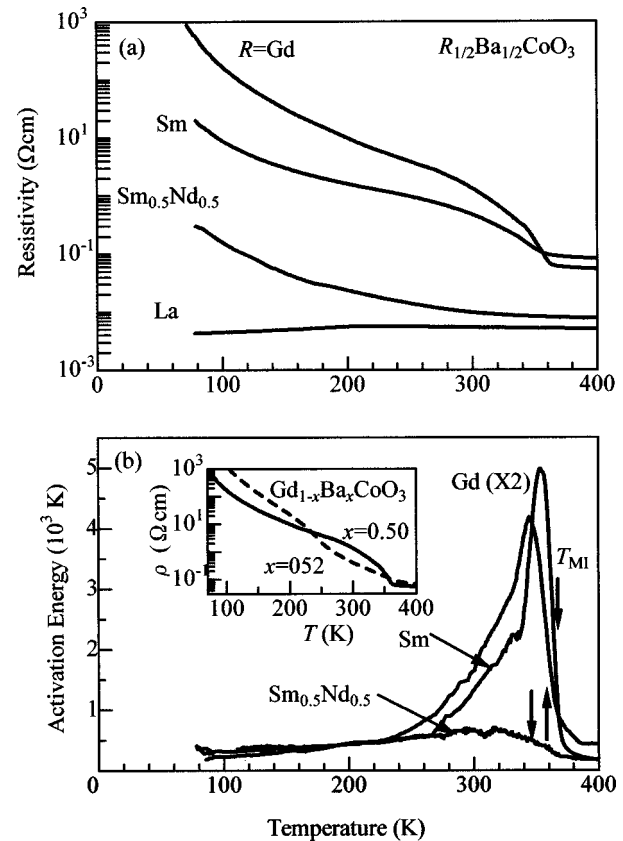 (a)
R=Gd
R1/2Ba1/2CoO3
Sm
Sm0.5Nd0.5
La
Resistivity (Ωcm)
10^3
10^1
10^-1
10^-3
0 100 200 300 400
(b)
Gd (X2)
TMI
Sm
Sm0.5Nd0.5
Activation Energy (10^3 K)
5
4
3
2
1
0 100 200 300 400
Temperature (K)
Gd1-xBaxCoO3
x=0.50
x=052
ρ (Ωcm)
10^3
10^1
10^-1
100 200 300 400
T (K)